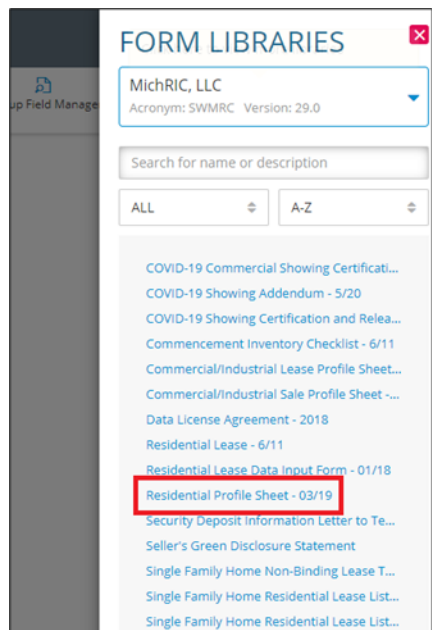 FORM LIBRARIES
MichRIC, LLC
up Field Manage
Acronym: SWMRC Version: 29.0
Search for name or description
ALL
A-Z
COVID-19 Commercial Showing Certificati...
COVID-19 Showing Addendum - 5/20
COVID-19 Showing Certification and Relea...
Commencement Inventory Checklist - 6/11
Commercial/Industrial Lease Profile Sheet...
Commercial/Industrial Sale Profile Sheet -...
Data License Agreement - 2018
Residential Lease - 6/11
Residential Lease Data Input Form - 01/18
Residential Profile Sheet - 03/19
Security Deposit Information Letter to Te...
Seller's Green Disclosure Statement
Single Family Home Non-Binding Lease T...
Single Family Home Residential Lease List...
Single Family Home Residential Lease List...